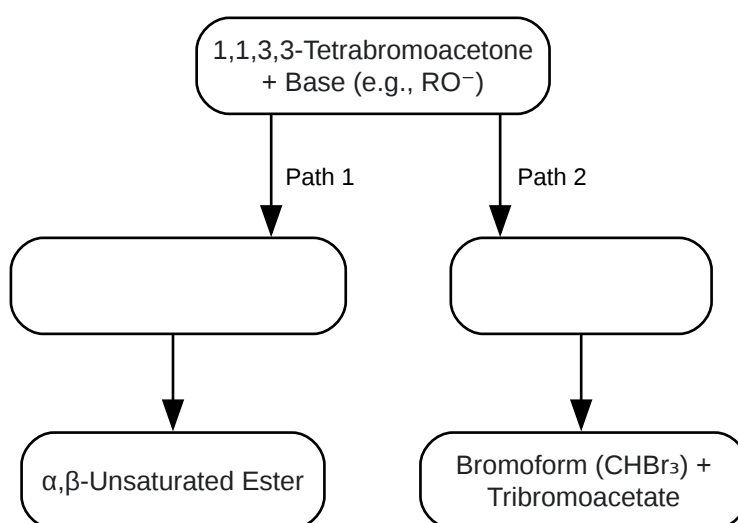 1,1,3,3-Tetrabromoacetone
+ Base (e.g., RO⁻)
Path 1
Path 2
α,β-Unsaturated Ester
Bromoform (CHBr₃) +
Tribromoacetate